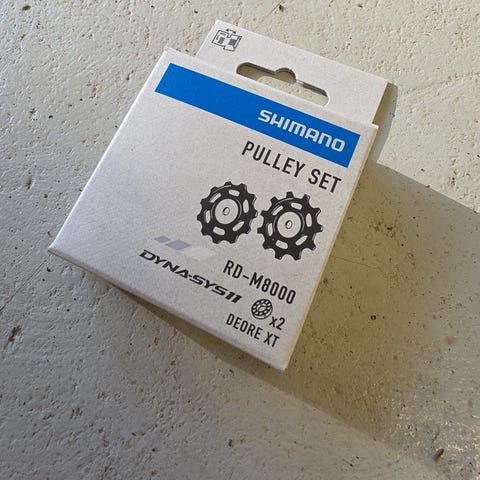 SHIMANO
PULLEY SET
RD-M8000
DYNA-SYS11
x2
DEORE XT